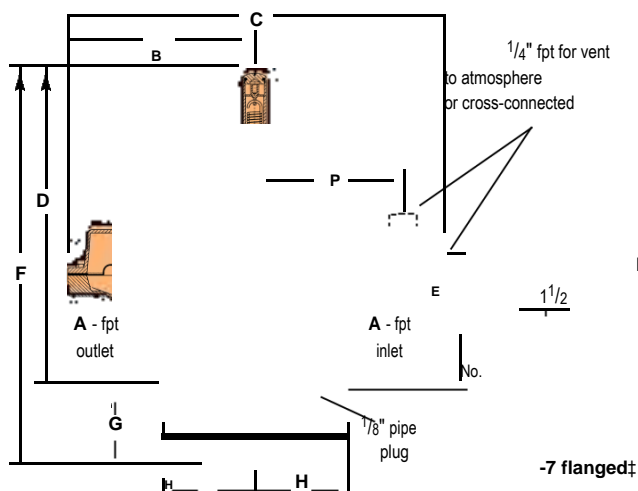 C
B
1/4" fpt for vent
to atmosphere
or cross-connected
P
D
F
E
1 1/2
A - fpt
outlet
A - fpt
inlet
No.
G
1/8" pipe
plug
-7 flanged‡
H
H